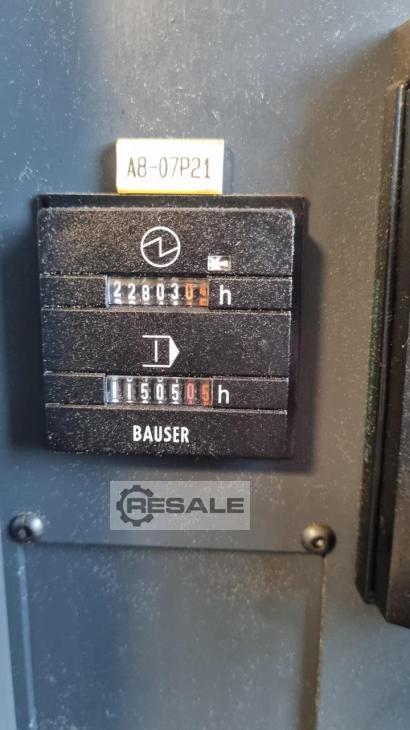 A8-07P21
2280309 h
1150505 h
BAUSER
RESALE